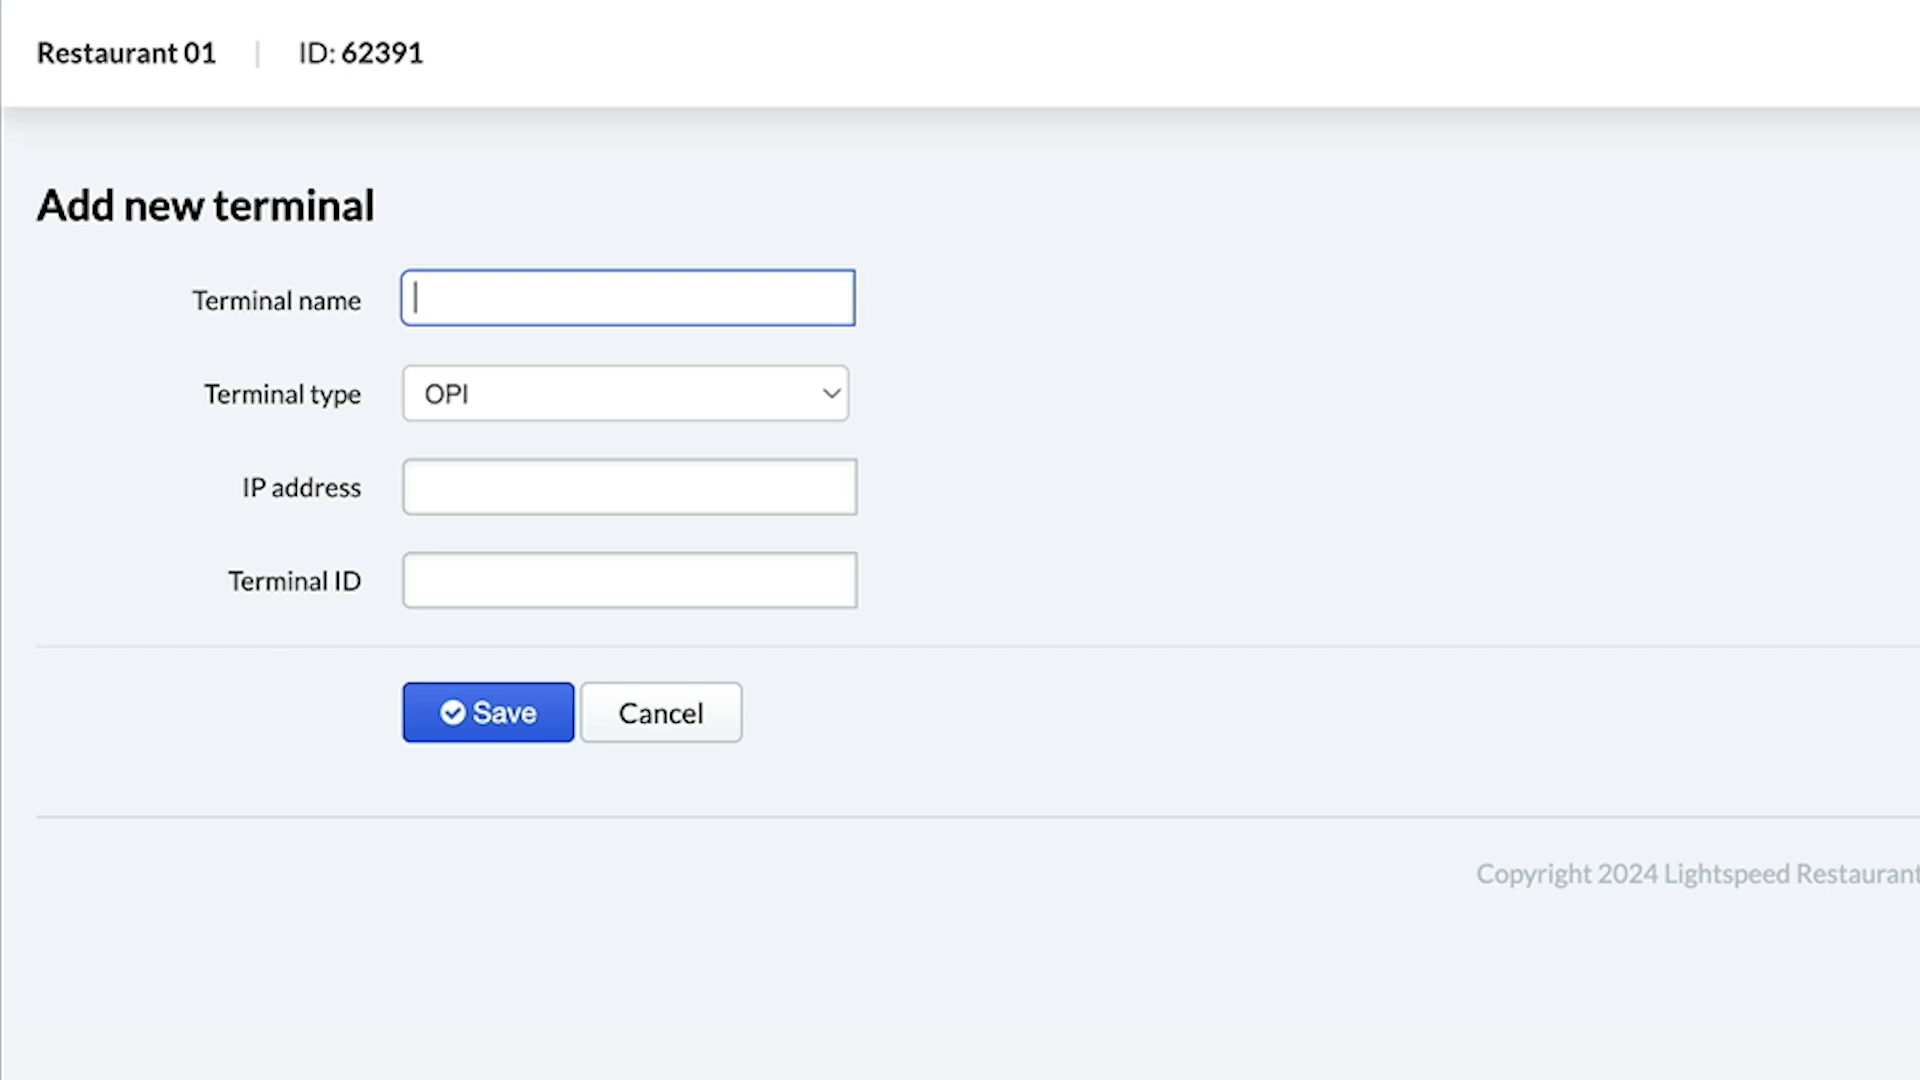 Restaurant 01 | ID: 62391
Add new terminal
Terminal name
Terminal type OPI
IP address
Terminal ID
Save Cancel
Copyright 2024 Lightspeed Restaurant